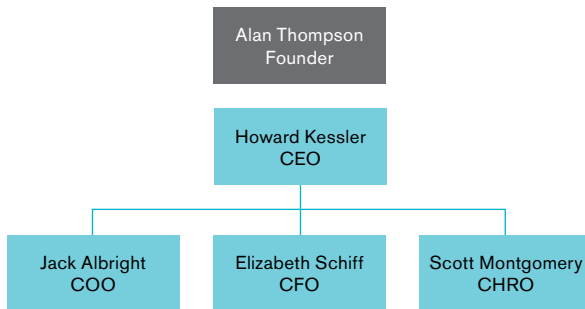 Alan Thompson
Founder
Howard Kessler
CEO
Jack Albright
COO
Elizabeth Schiff
CFO
Scott Montgomery
CHRO